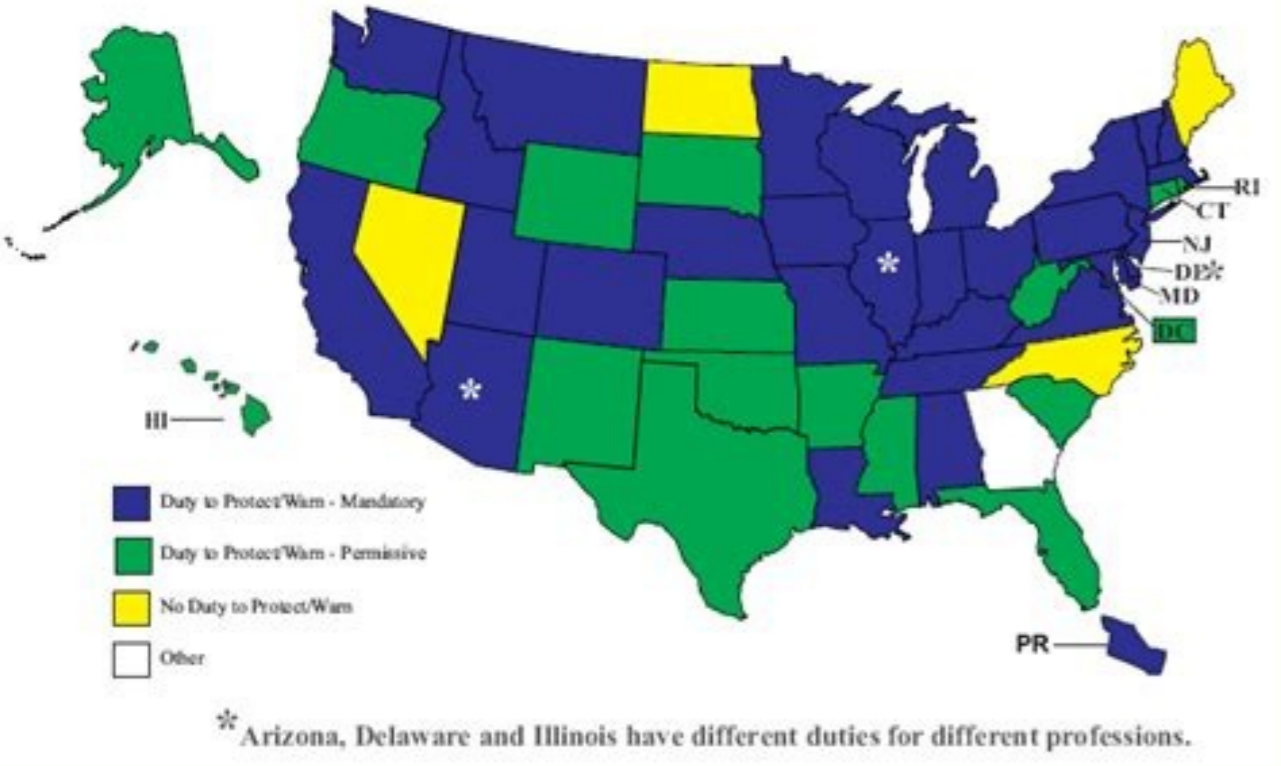 RI
CT
NJ
DE*
MD
DC
*
*
HI
Duty to Protect/Warn - Mandatory
Duty to Protect/Warn - Permissive
No Duty to Protect/Warn
Other
PR
*Arizona, Delaware and Illinois have different duties for different professions.